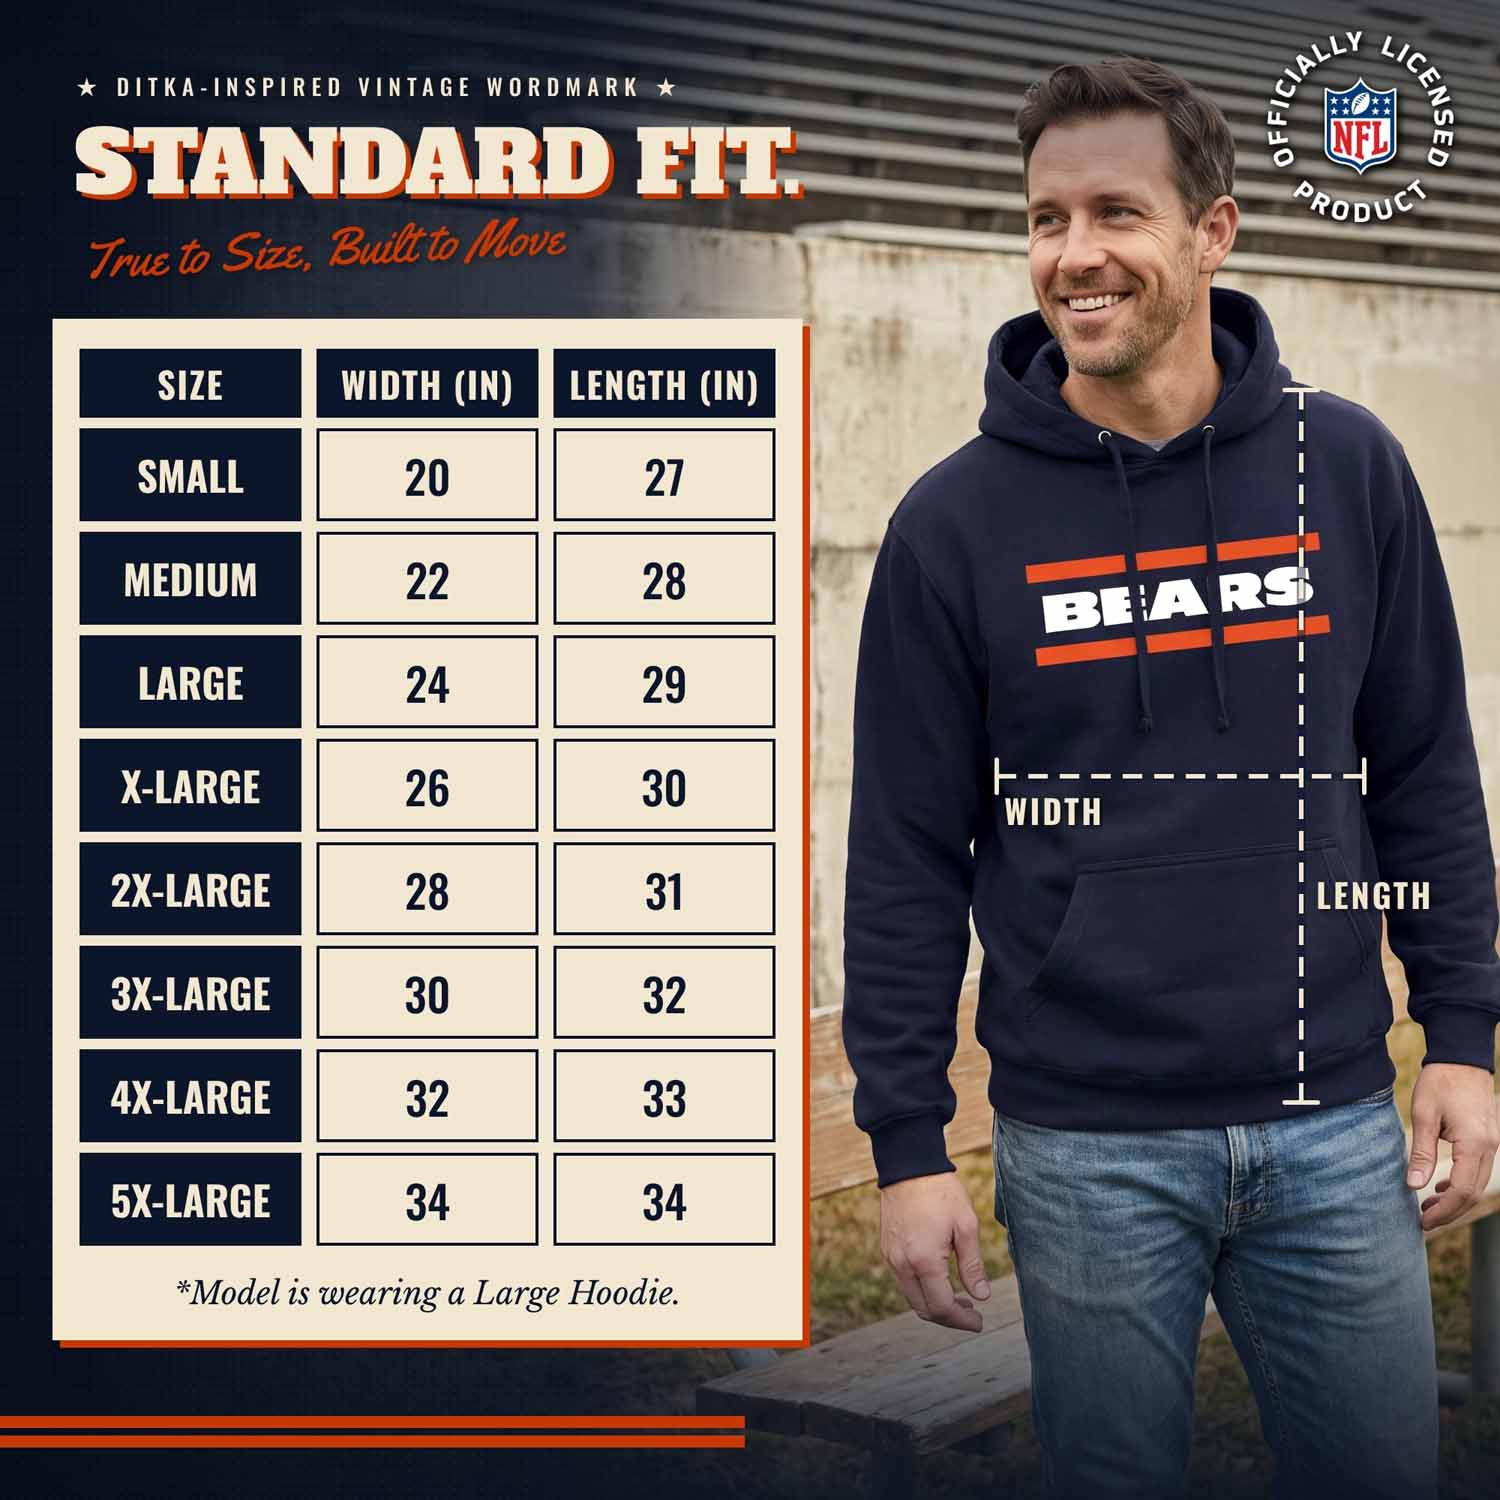 ★ DITKA-INSPIRED VINTAGE WORDMARK ★
STANDARD FIT.
True to Size, Built to Move
OFFICIALLY LICENSED PRODUCT
NFL
SIZE WIDTH (IN) LENGTH (IN)
SMALL 20 27
MEDIUM 22 28
LARGE 24 29
X-LARGE 26 30
2X-LARGE 28 31
3X-LARGE 30 32
4X-LARGE 32 33
5X-LARGE 34 34
*Model is wearing a Large Hoodie.
BEARS
WIDTH
LENGTH